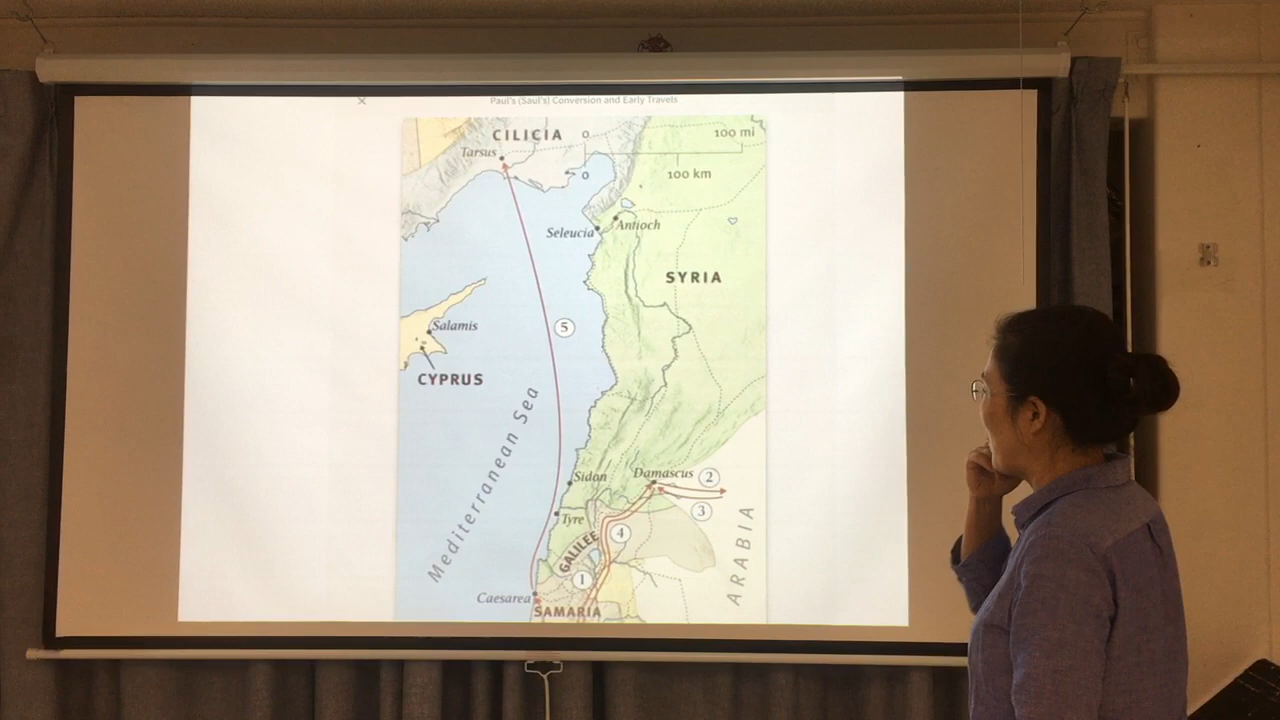 ×
Paul's (Saul's) Conversion and Early Travels
CILICIA
0
100 mi
Tarsus
0
100 km
Seleucia
Antioch
SYRIA
Salamis
5
CYPRUS
Mediterranean Sea
Sidon
Damascus
2
3
Tyre
4
GALILEE
ARABIA
1
Caesarea
SAMARIA